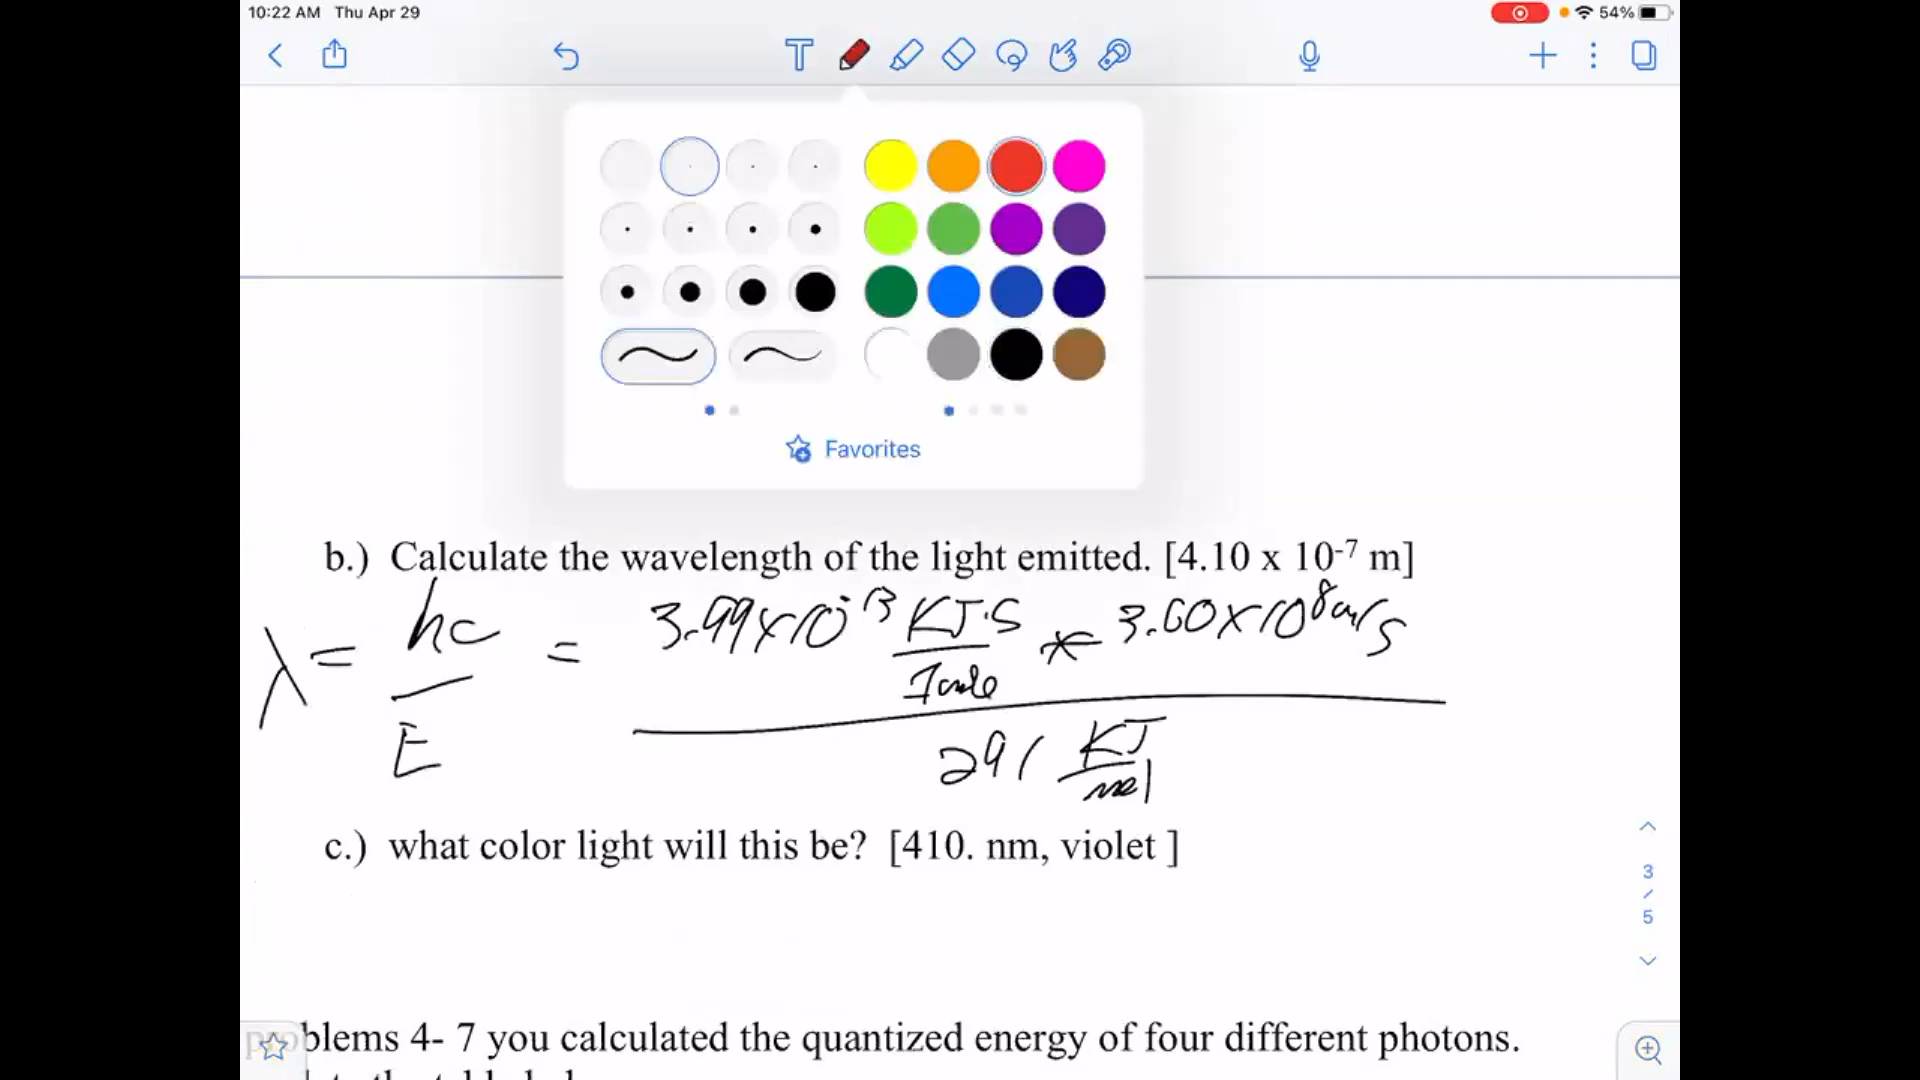 10:22 AM Thu Apr 29 54%
T
Favorites
b.) Calculate the wavelength of the light emitted. [4.10 x 10⁻⁷ m]
λ = hc / E = 3.99x10⁻¹³ KJ·S / 1mole * 3.00x10⁸ m/s
291 KJ / mol
c.) what color light will this be? [410. nm, violet ]
3 / 5
problems 4- 7 you calculated the quantized energy of four different photons.